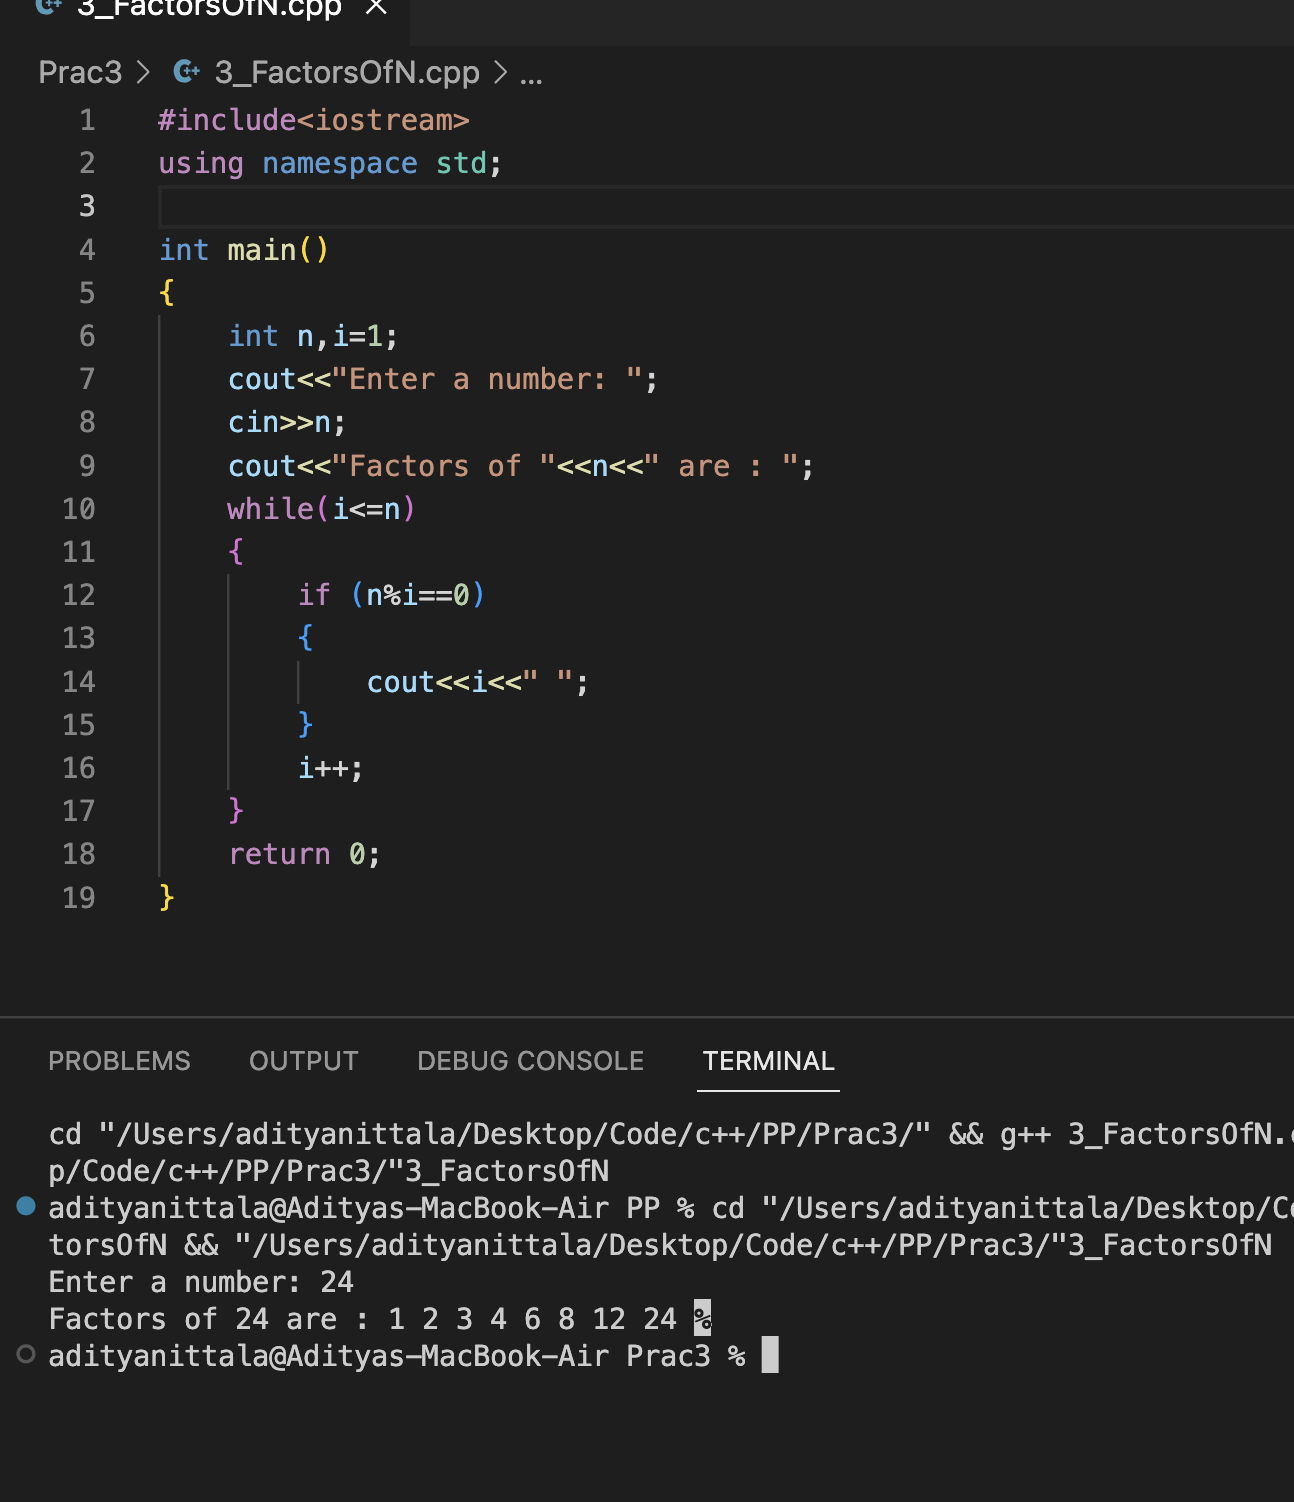 3_FactorsOfN.cpp ×
Prac3 > 3_FactorsOfN.cpp > ...
1 #include<iostream>
2 using namespace std;
3
4 int main()
5 {
6     int n,i=1;
7     cout<<"Enter a number: ";
8     cin>>n;
9     cout<<"Factors of "<<n<<" are : ";
10     while(i<=n)
11     {
12         if (n%i==0)
13         {
14             cout<<i<<" ";
15         }
16         i++;
17     }
18     return 0;
19 }
PROBLEMS OUTPUT DEBUG CONSOLE TERMINAL
cd "/Users/adityanittala/Desktop/Code/c++/PP/Prac3/" && g++ 3_FactorsOfN.
p/Code/c++/PP/Prac3/"3_FactorsOfN
adityanittala@Adityas-MacBook-Air PP % cd "/Users/adityanittala/Desktop/C
torsOfN && "/Users/adityanittala/Desktop/Code/c++/PP/Prac3/"3_FactorsOfN
Enter a number: 24
Factors of 24 are : 1 2 3 4 6 8 12 24 %
adityanittala@Adityas-MacBook-Air Prac3 %